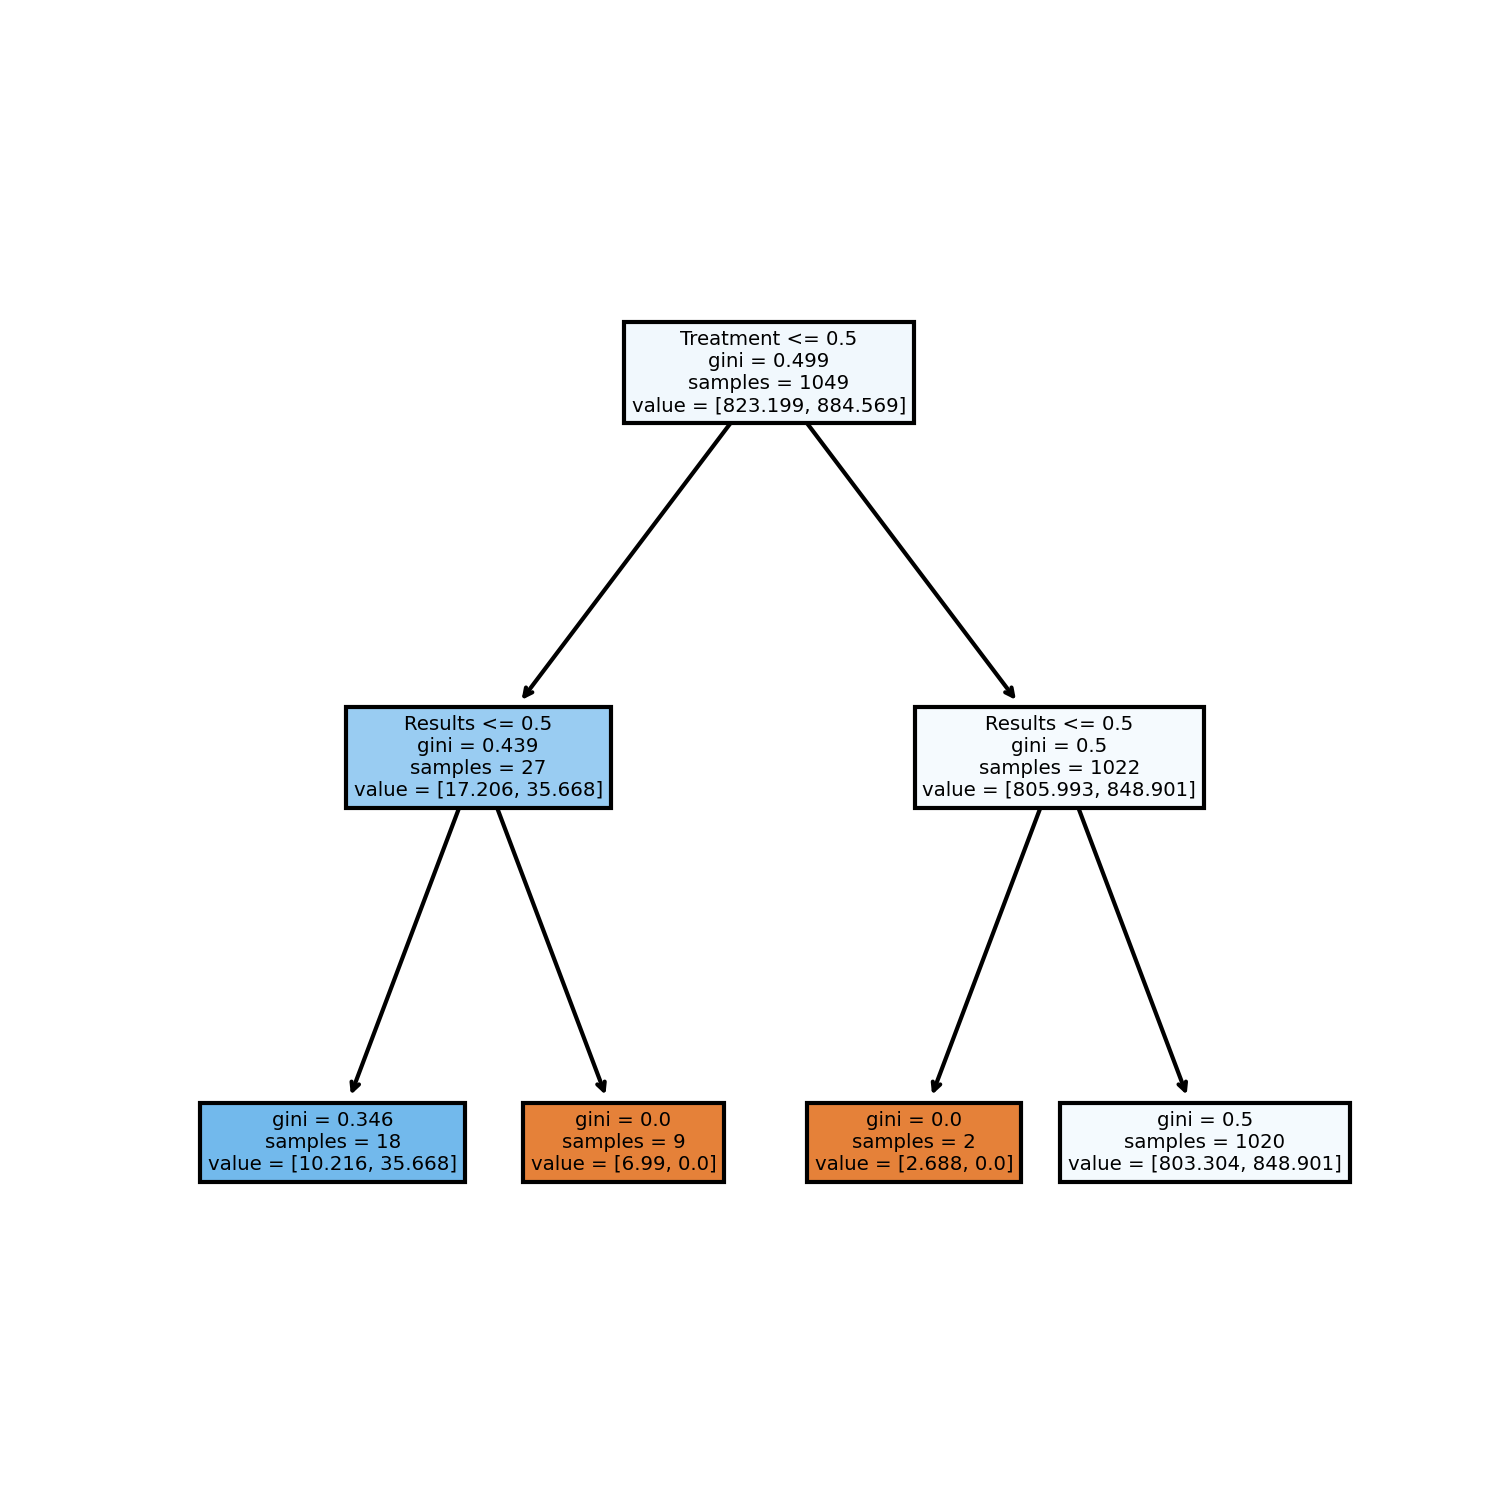 Treatment <= 0.5
gini = 0.499
samples = 1049
value = [823.199, 884.569]
Results <= 0.5
gini = 0.439
samples = 27
value = [17.206, 35.668]
Results <= 0.5
gini = 0.5
samples = 1022
value = [805.993, 848.901]
gini = 0.346
samples = 18
value = [10.216, 35.668]
gini = 0.0
samples = 9
value = [6.99, 0.0]
gini = 0.0
samples = 2
value = [2.688, 0.0]
gini = 0.5
samples = 1020
value = [803.304, 848.901]